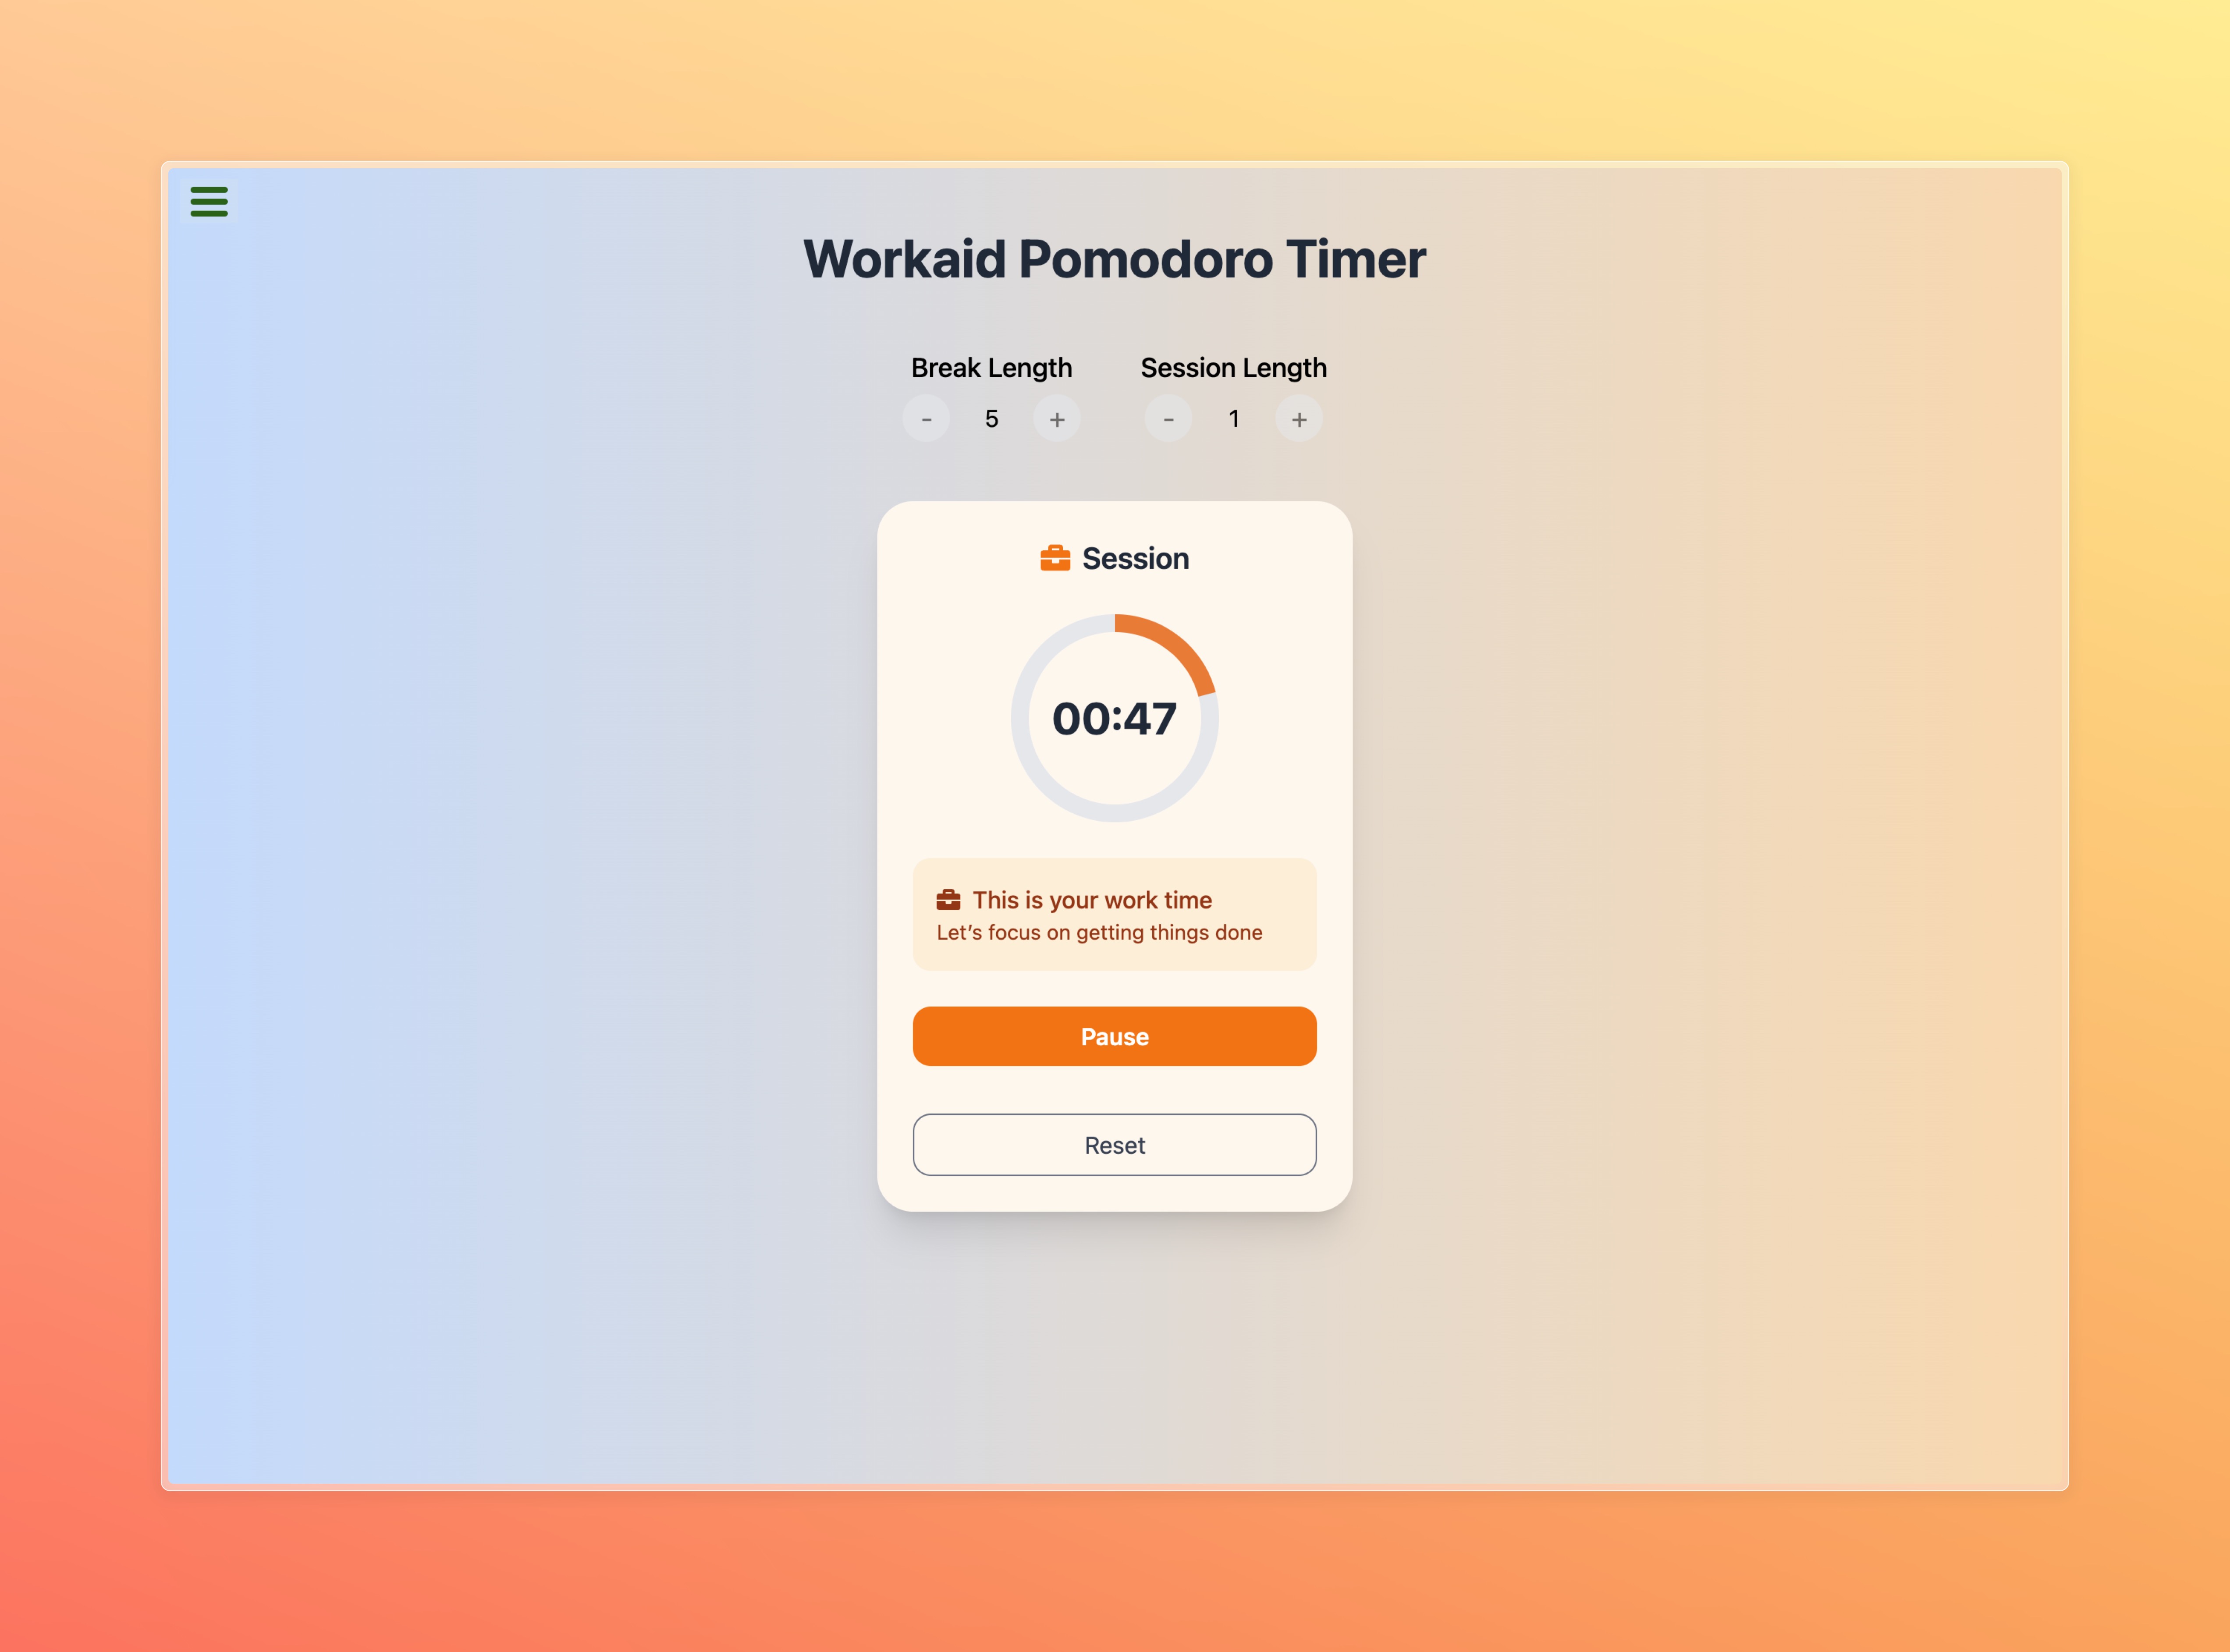 Workaid Pomodoro Timer
Break Length
- 5 +
Session Length
- 1 +
Session
00:47
This is your work time
Let’s focus on getting things done
Pause
Reset